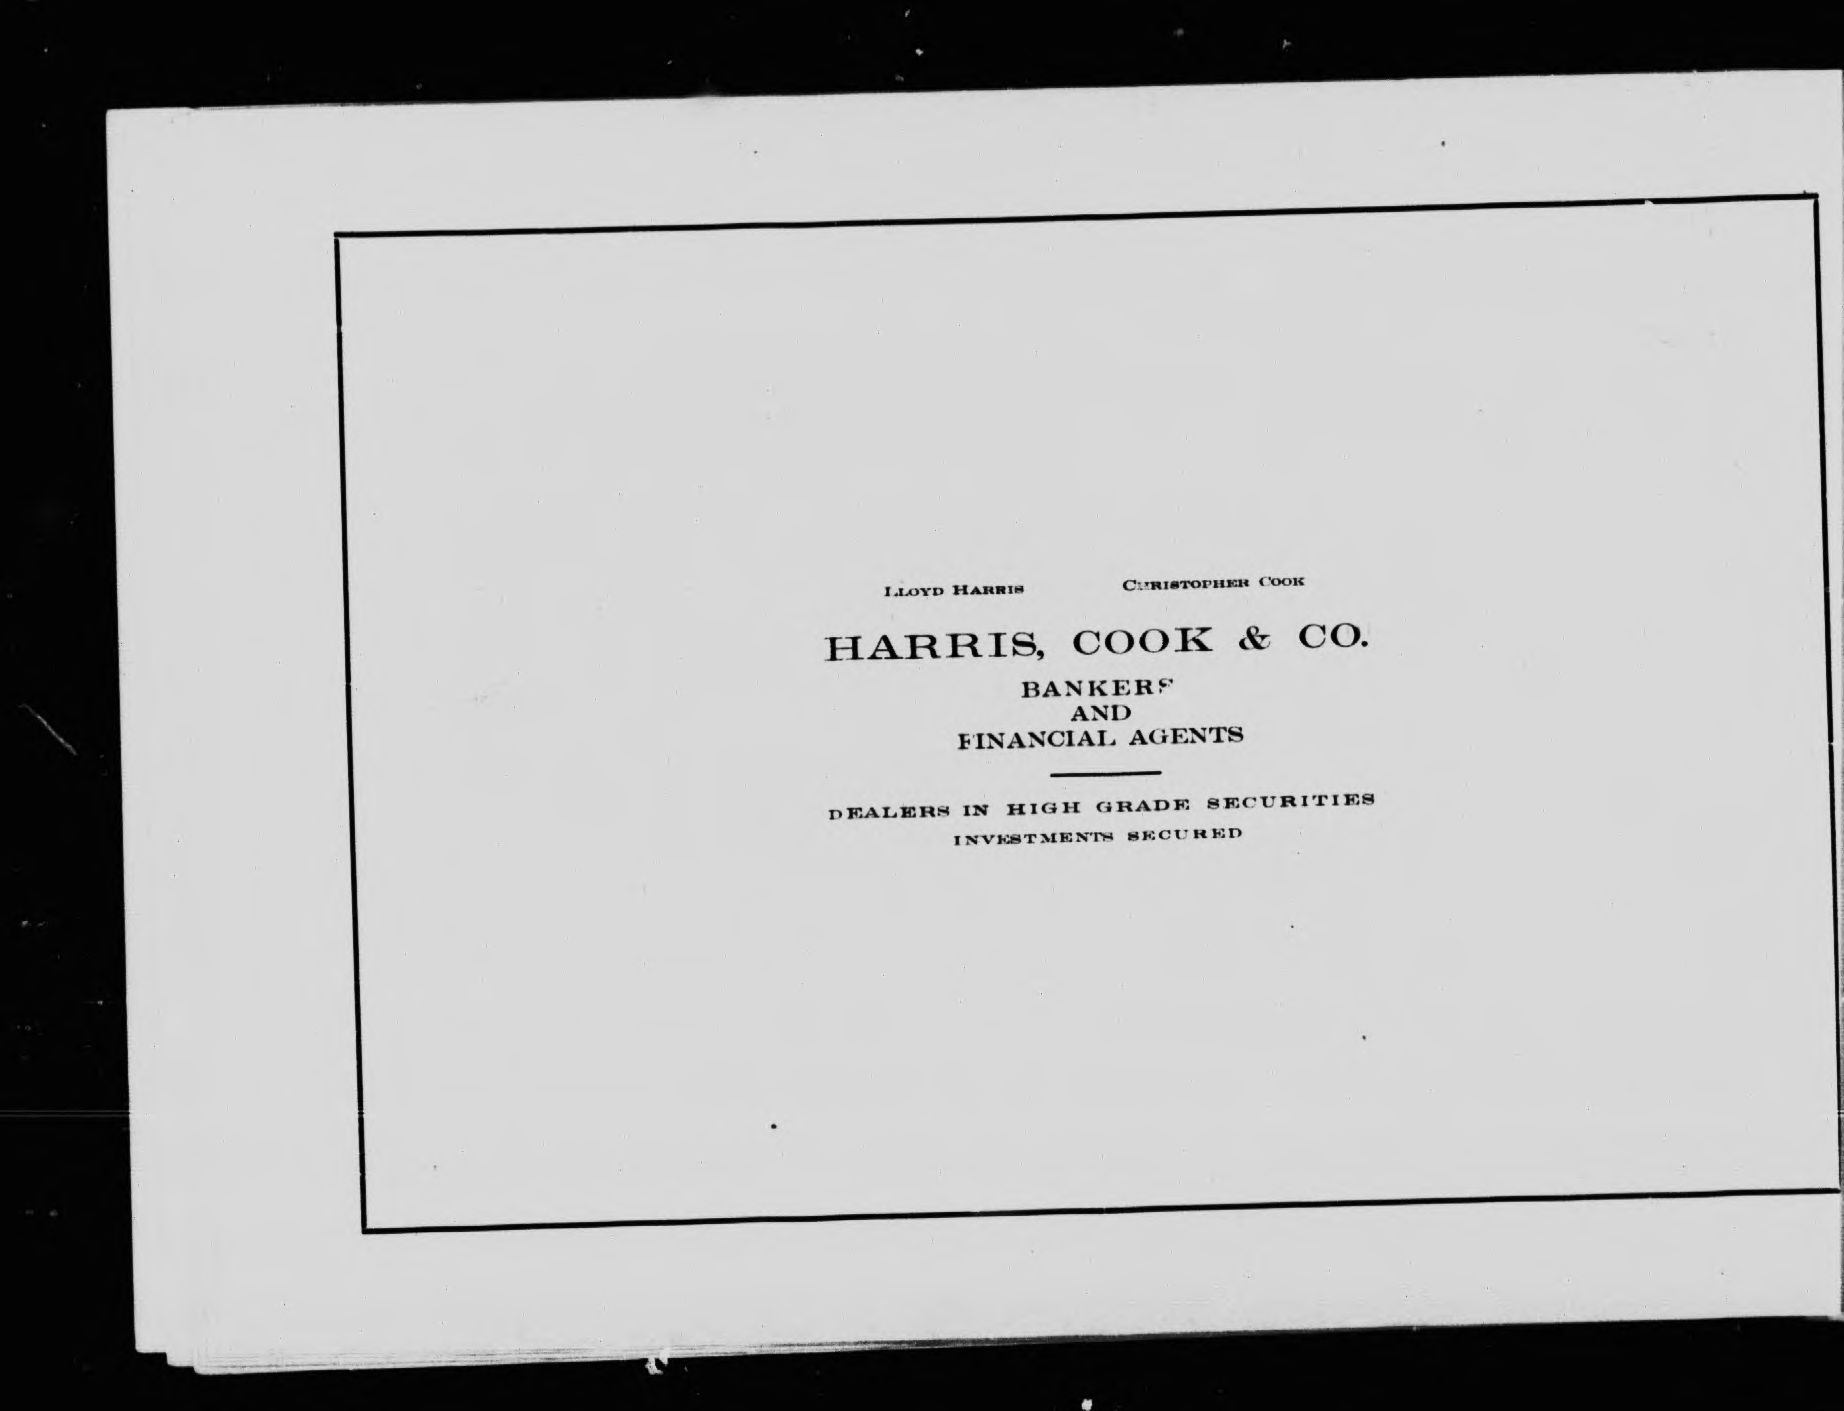 Lloyd Harris Christopher Cook
HARRIS, COOK & CO.
BANKERS
AND
FINANCIAL AGENTS
DEALERS IN HIGH GRADE SECURITIES
INVESTMENTS SECURED